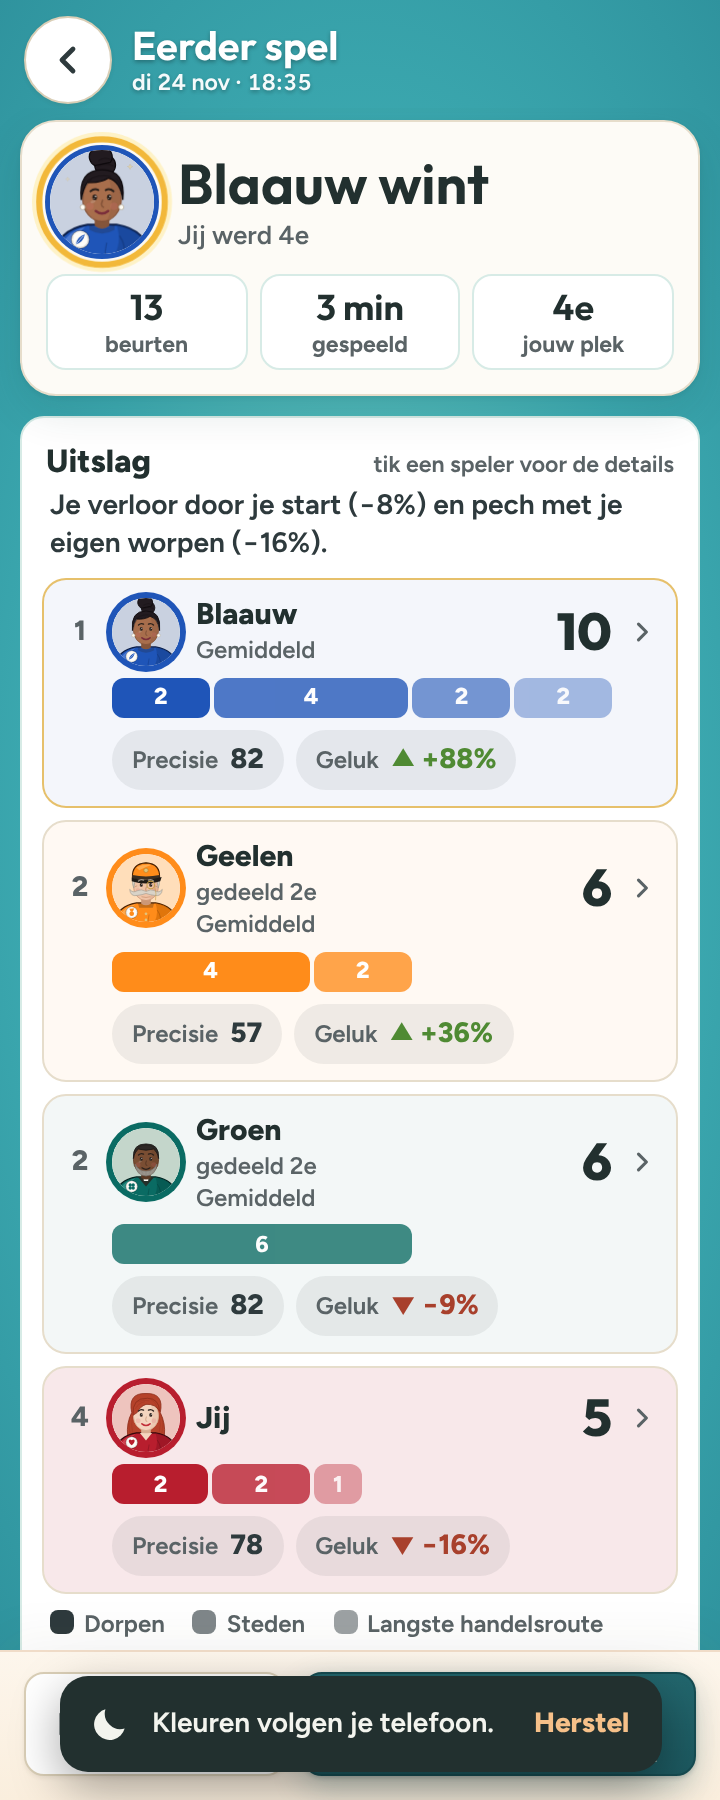 Eerder spel
di 24 nov · 18:35
Blaauw wint
Jij werd 4e
13
beurten
3 min
gespeeld
4e
jouw plek
Uitslag
tik een speler voor de details
Je verloor door je start (−8%) en pech met je
eigen worpen (−16%).
1
Blaauw
Gemiddeld
10
2 4 2 2
Precisie 82
Geluk ▲ +88%
2
Geelen
gedeeld 2e
Gemiddeld
6
4 2
Precisie 57
Geluk ▲ +36%
2
Groen
gedeeld 2e
Gemiddeld
6
6
Precisie 82
Geluk ▼ −9%
4
Jij
5
2 2 1
Precisie 78
Geluk ▼ −16%
Dorpen Steden Langste handelsroute
Kleuren volgen je telefoon. Herstel